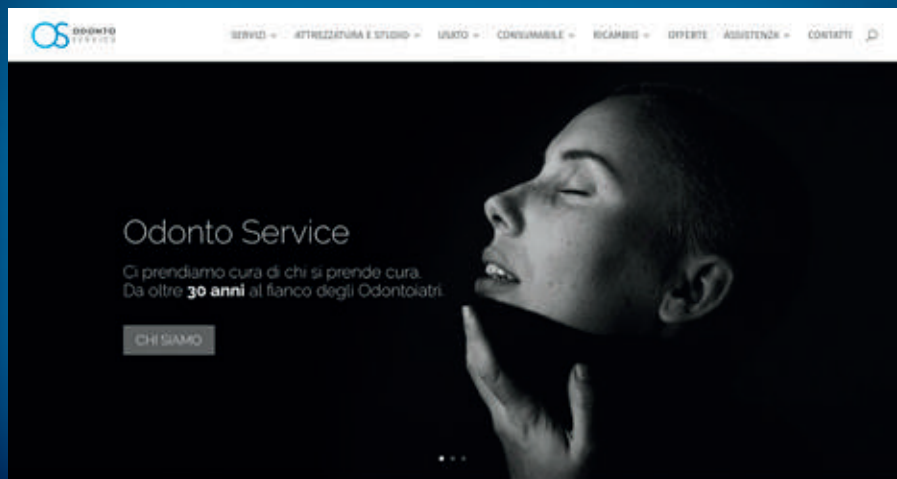 OS ODONTO SERVICE
SERVIZI ATTREZZATURA E STUDIO USATO CONSUMABILE RICAMBIO OFFERTE ASSISTENZA CONTATTI
Odonto Service
Ci prendiamo cura di chi si prende cura.
Da oltre 30 anni al fianco degli Odontoiatri.
CHI SIAMO